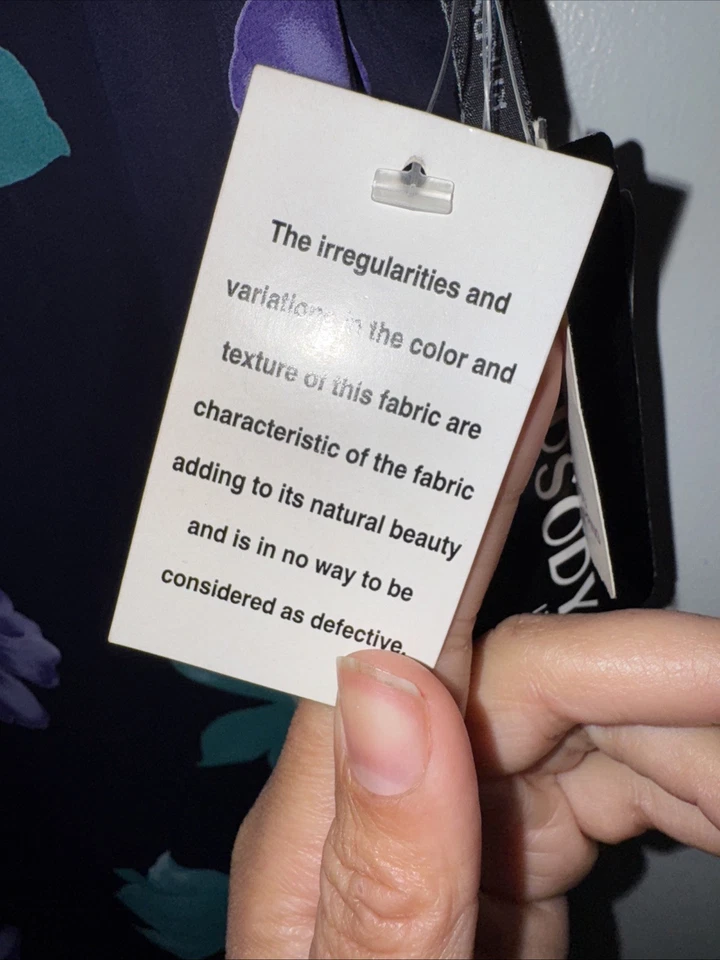 The irregularities and
variations in the color and
texture of this fabric are
characteristic of the fabric
adding to its natural beauty
and is in no way to be
considered as defective.